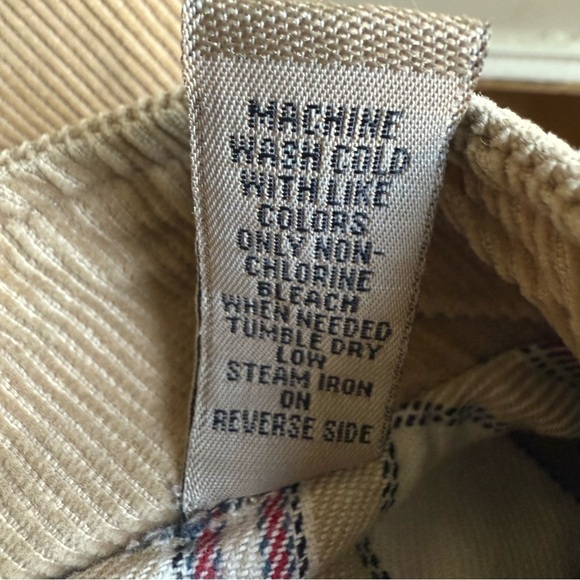 MACHINE
WASH COLD
WITH LIKE
COLORS
ONLY NON-
CHLORINE
BLEACH
WHEN NEEDED
TUMBLE DRY
LOW
STEAM IRON
ON
REVERSE SIDE